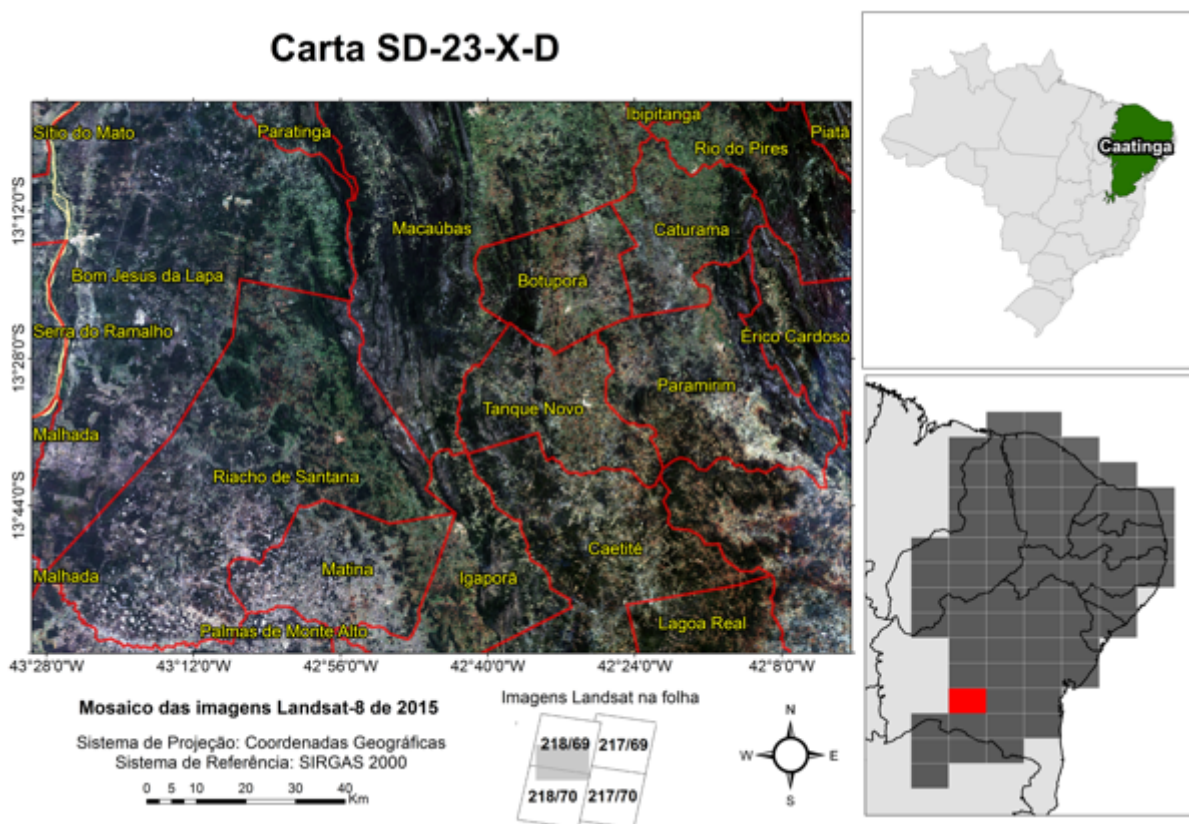 Carta SD-23-X-D
Caatinga
Sítio do Mato
Paratinga
Ibipitanga
Rio do Pires
Piatã
Macaúbas
Caturama
Bom Jesus da Lapa
Botuporã
Serra do Ramalho
Érico Cardoso
Paramirim
Tanque Novo
Malhada
Riacho de Santana
Caetité
Malhada
Matina
Igaporã
Lagoa Real
Palmas de Monte Alto
13°12'0"S
13°28'0"S
13°44'0"S
43°28'0"W 43°12'0"W 42°56'0"W 42°40'0"W 42°24'0"W 42°8'0"W
Mosaico das imagens Landsat-8 de 2015
Sistema de Projeção: Coordenadas Geográficas
Sistema de Referência: SIRGAS 2000
0 5 10 20 30 40
Km
Imagens Landsat na folha
218/69 217/69
218/70 217/70
N
W E
S